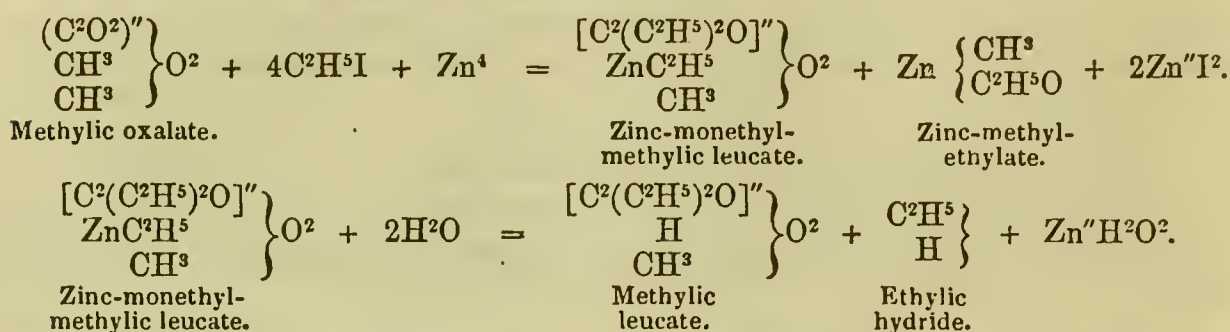 (C²O²)″ CH³ CH³ } O² + 4C²H⁵I + Zn⁴ = [C²(C²H⁵)²O]″ ZnC²H⁵ CH³ } O² + Zn { CH³ C²H⁵O + 2Zn″I².
Methylic oxalate. Zinc-monethyl-methylic leucate. Zinc-methyl-ethylate.
[C²(C²H⁵)²O]″ ZnC²H⁵ CH³ } O² + 2H²O = [C²(C²H⁵)²O]″ H CH³ } O² + C²H⁵ H } + Zn″H²O².
Zinc-monethyl-methylic leucate. Methylic leucate. Ethylic hydride.